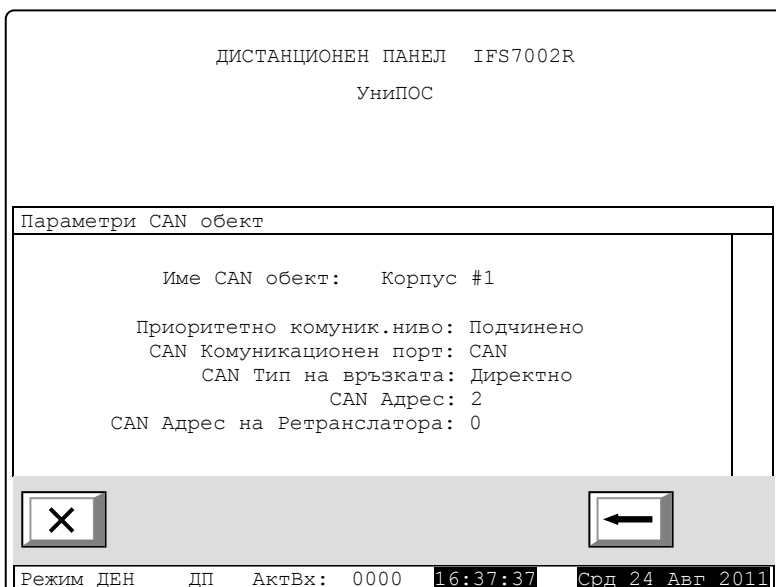 ДИСТАНЦИОНЕН ПАНЕЛ IFS7002R
УниПОС
Параметри CAN обект
Име CAN обект: Корпус #1
Приоритетно комуник.ниво: Подчинено
CAN Комуникационен порт: CAN
CAN Тип на връзката: Директно
CAN Адрес: 2
CAN Адрес на Ретранслатора: 0
Режим ДЕН ДП АктВх: 0000 16:37:37 Срд 24 Авг 2011